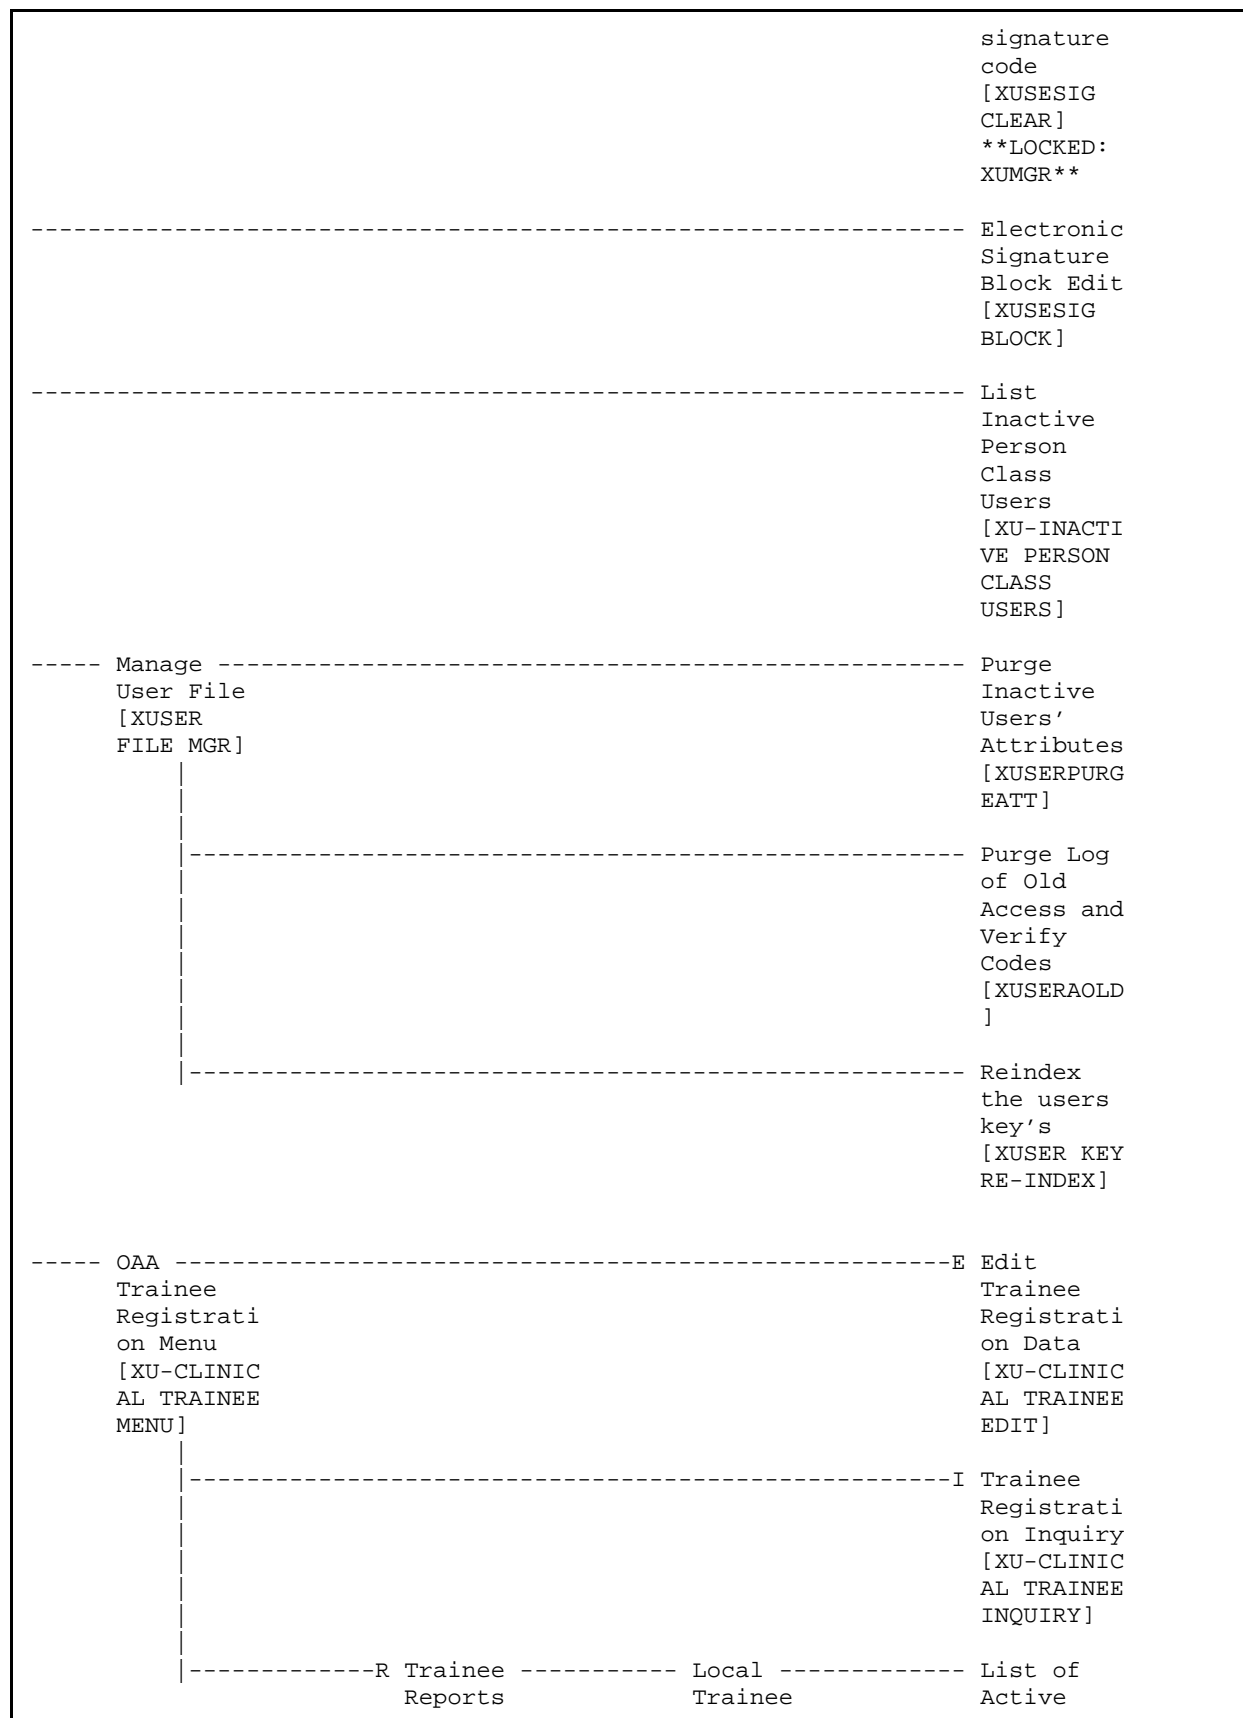 signature
code
[XUSESIG
CLEAR]
**LOCKED:
XUMGR**
----------------------------------------------------------------- Electronic
Signature
Block Edit
[XUSESIG
BLOCK]
----------------------------------------------------------------- List
Inactive
Person
Class
Users
[XU-INACTI
VE PERSON
CLASS
USERS]
----- Manage ---------------------------------------------------- Purge
User File Inactive
[XUSER Users’
FILE MGR] Attributes
| [XUSERPURG
| EATT]
|
|------------------------------------------------------ Purge Log
| of Old
| Access and
| Verify
| Codes
| [XUSERAOLD
| ]
|
|------------------------------------------------------ Reindex
the users
key’s
[XUSER KEY
RE-INDEX]
----- OAA ------------------------------------------------------E Edit
Trainee Trainee
Registrati Registrati
on Menu on Data
[XU-CLINIC [XU-CLINIC
AL TRAINEE AL TRAINEE
MENU] EDIT]
|
|-----------------------------------------------------I Trainee
| Registrati
| on Inquiry
| [XU-CLINIC
| AL TRAINEE
| INQUIRY]
|
|-------------R Trainee ----------- Local ------------- List of
Reports Trainee Active